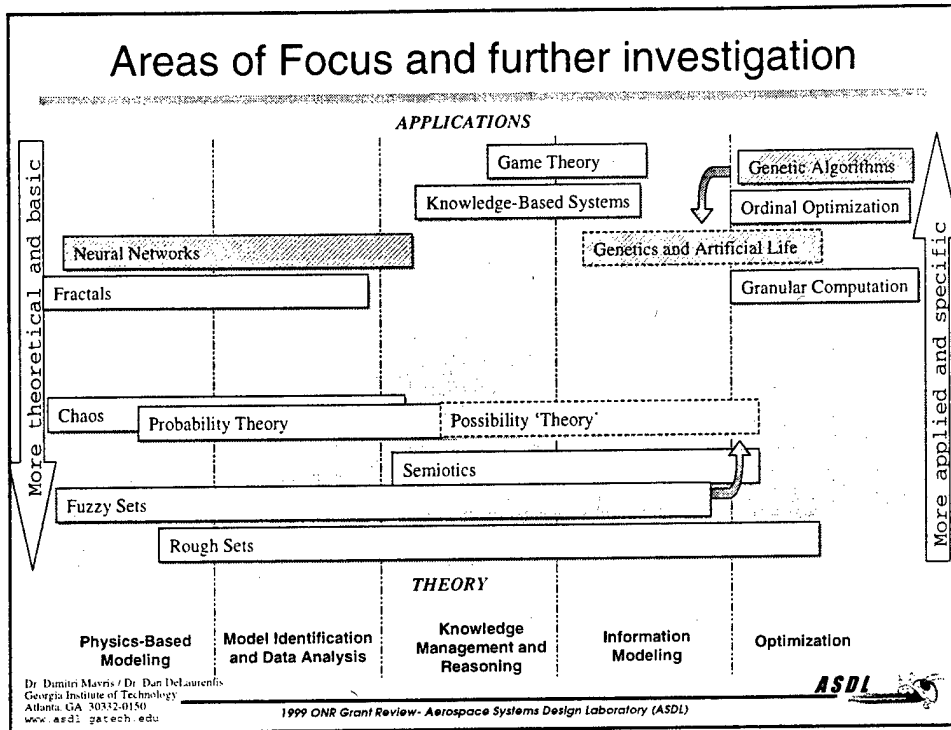 Areas of Focus and further investigation
APPLICATIONS
More theoretical and basic
More applied and specific
Game Theory
Genetic Algorithms
Knowledge-Based Systems
Ordinal Optimization
Neural Networks
Genetics and Artificial Life
Fractals
Granular Computation
Chaos
Probability Theory
Possibility 'Theory'
Semiotics
Fuzzy Sets
Rough Sets
THEORY
Physics-Based
Modeling
Model Identification
and Data Analysis
Knowledge
Management and
Reasoning
Information
Modeling
Optimization
Dr. Dimitri Mavris / Dr. Dan DeLaurentis
Georgia Institute of Technology
Atlanta, GA 30332-0150
www.asdl.gatech.edu
1999 ONR Grant Review- Aerospace Systems Design Laboratory (ASDL)
ASDL